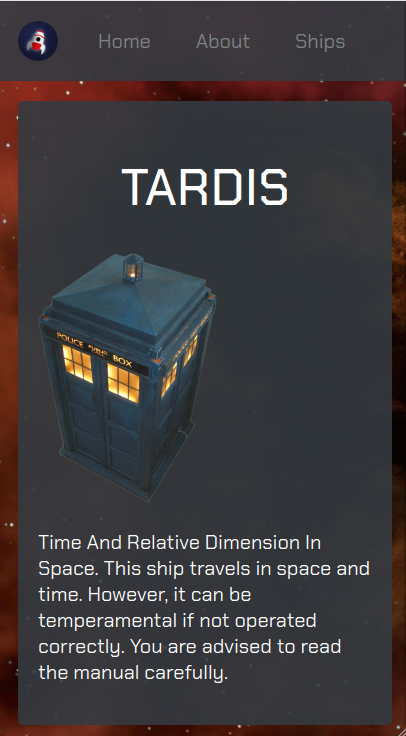 Home About Ships
TARDIS
POLICE PUBLIC BOX
Time And Relative Dimension In
Space. This ship travels in space and
time. However, it can be
temperamental if not operated
correctly. You are advised to read
the manual carefully.